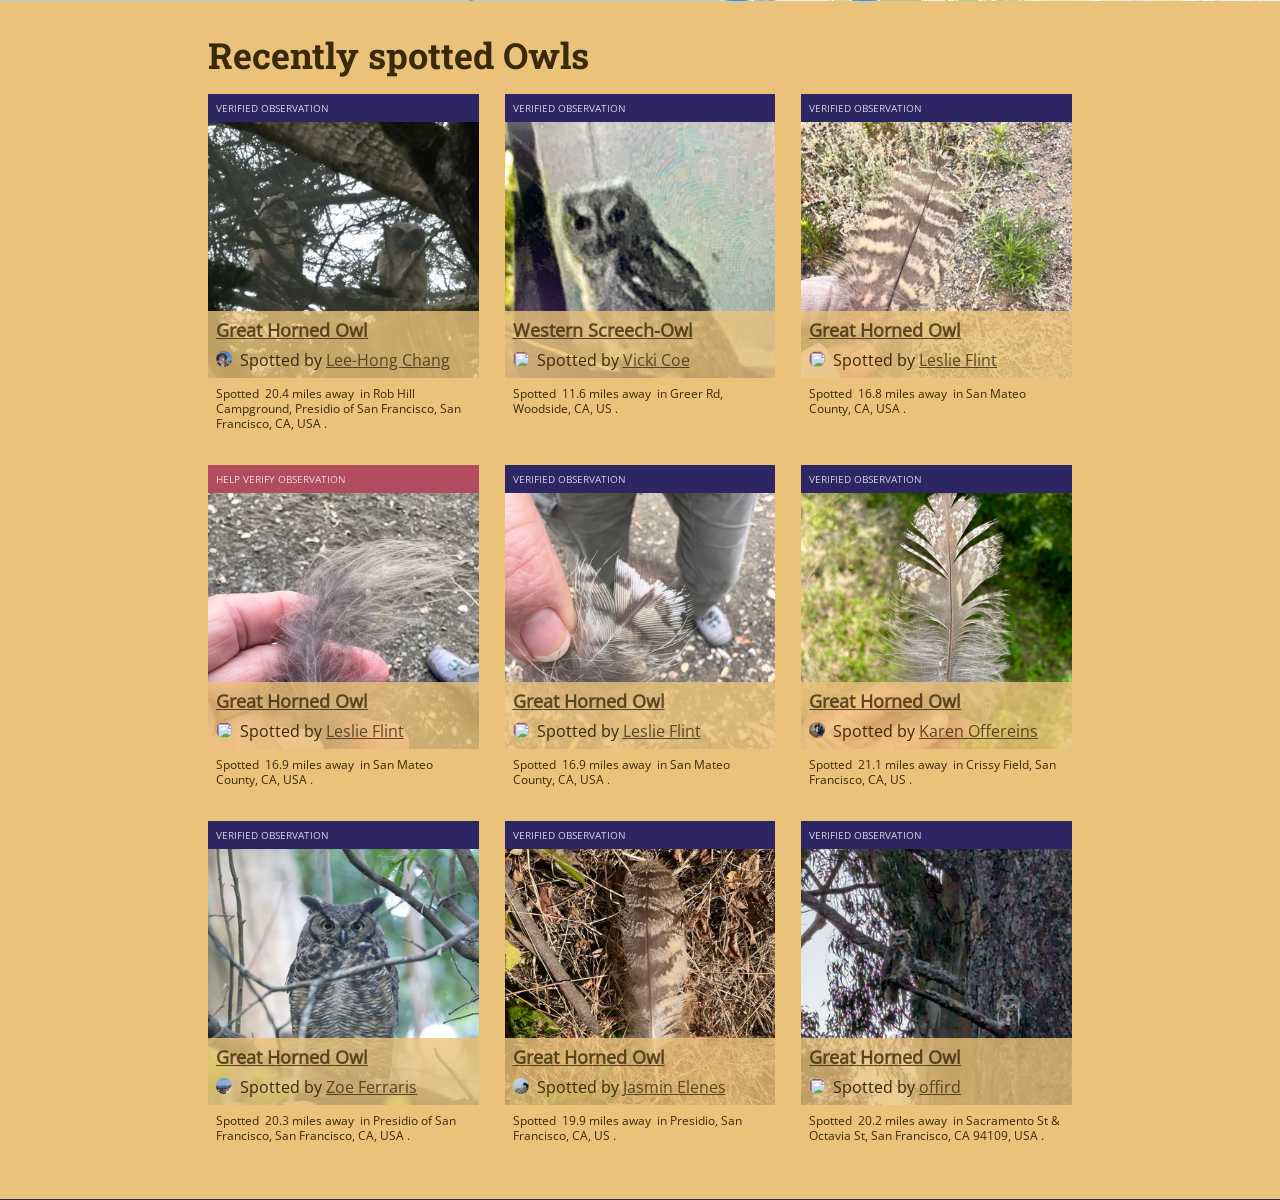 Recently spotted Owls
VERIFIED OBSERVATION
Great Horned Owl
Spotted by Lee-Hong Chang
Spotted 20.4 miles away in Rob Hill
Campground, Presidio of San Francisco, San
Francisco, CA, USA .
VERIFIED OBSERVATION
Western Screech-Owl
Spotted by Vicki Coe
Spotted 11.6 miles away in Greer Rd,
Woodside, CA, US .
VERIFIED OBSERVATION
Great Horned Owl
Spotted by Leslie Flint
Spotted 16.8 miles away in San Mateo
County, CA, USA .
HELP VERIFY OBSERVATION
Great Horned Owl
Spotted by Leslie Flint
Spotted 16.9 miles away in San Mateo
County, CA, USA .
VERIFIED OBSERVATION
Great Horned Owl
Spotted by Leslie Flint
Spotted 16.9 miles away in San Mateo
County, CA, USA .
VERIFIED OBSERVATION
Great Horned Owl
Spotted by Karen Offereins
Spotted 21.1 miles away in Crissy Field, San
Francisco, CA, US .
VERIFIED OBSERVATION
Great Horned Owl
Spotted by Zoe Ferraris
Spotted 20.3 miles away in Presidio of San
Francisco, San Francisco, CA, USA .
VERIFIED OBSERVATION
Great Horned Owl
Spotted by Jasmin Elenes
Spotted 19.9 miles away in Presidio, San
Francisco, CA, US .
VERIFIED OBSERVATION
Great Horned Owl
Spotted by offird
Spotted 20.2 miles away in Sacramento St &
Octavia St, San Francisco, CA 94109, USA .